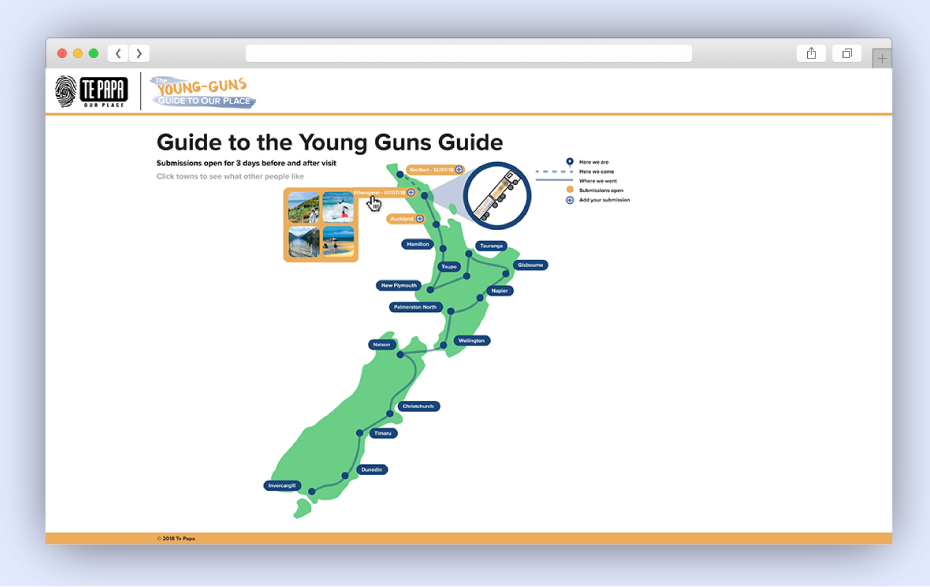 TE PAPA
OUR PLACE
The
YOUNG-GUNS
GUIDE TO OUR PLACE
Guide to the Young Guns Guide
Submissions open for 3 days before and after visit
Click towns to see what other people like
Kerikeri - 12/07/18
Whangarei - 07/07/18
Auckland
Hamilton
Tauranga
Taupo
Gisbourne
New Plymouth
Napier
Palmerston North
Wellington
Nelson
Christchurch
Timaru
Dunedin
Invercargill
Here we are
Here we came
Where we went
Submissions open
Add your submission
© 2018 Te Papa